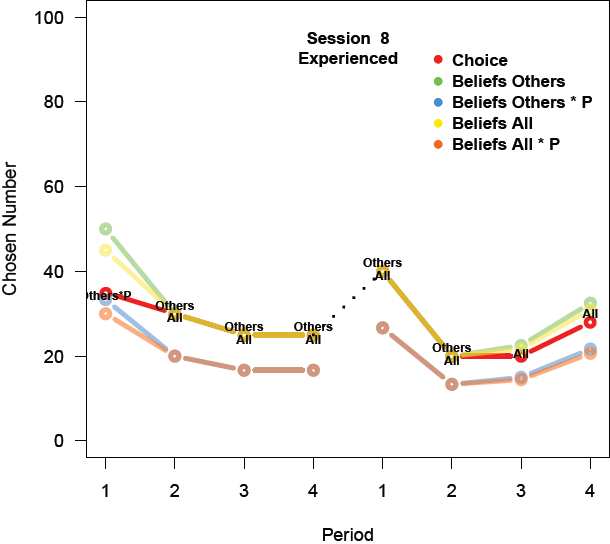 Session 8
Experienced
Choice
Beliefs Others
Beliefs Others * P
Beliefs All
Beliefs All * P
Chosen Number
100
80
60
40
20
0
thers*P
Others
All
Others
All
Others
All
Others
All
Others
All
All
All
1 2 3 4 1 2 3 4
Period